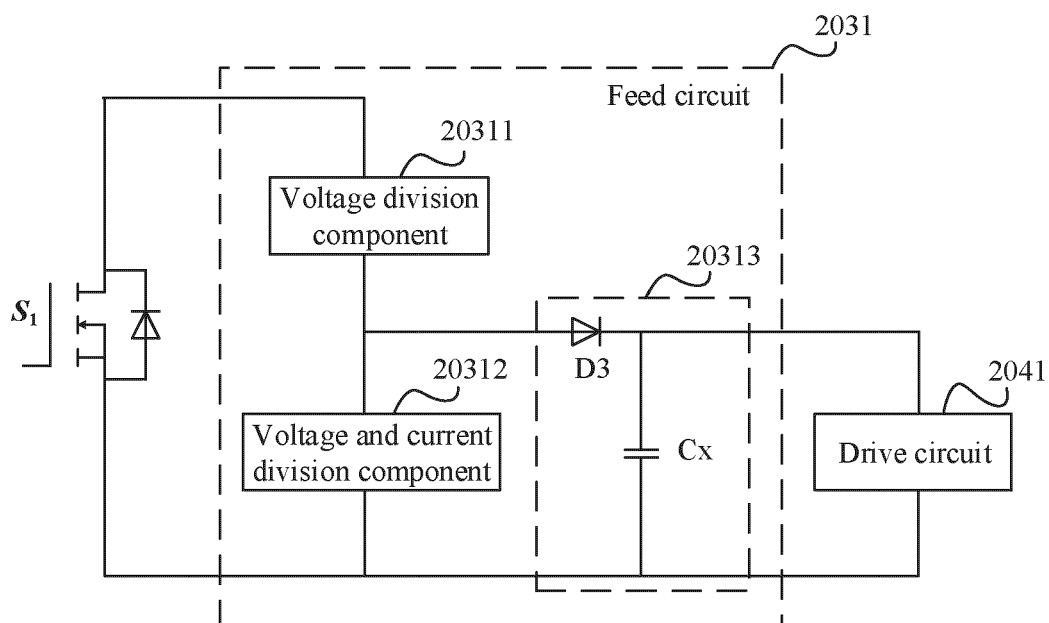 2031
Feed circuit
20311
Voltage division
component
20313
S1
D3
20312
2041
Voltage and current
division component
Cx
Drive circuit